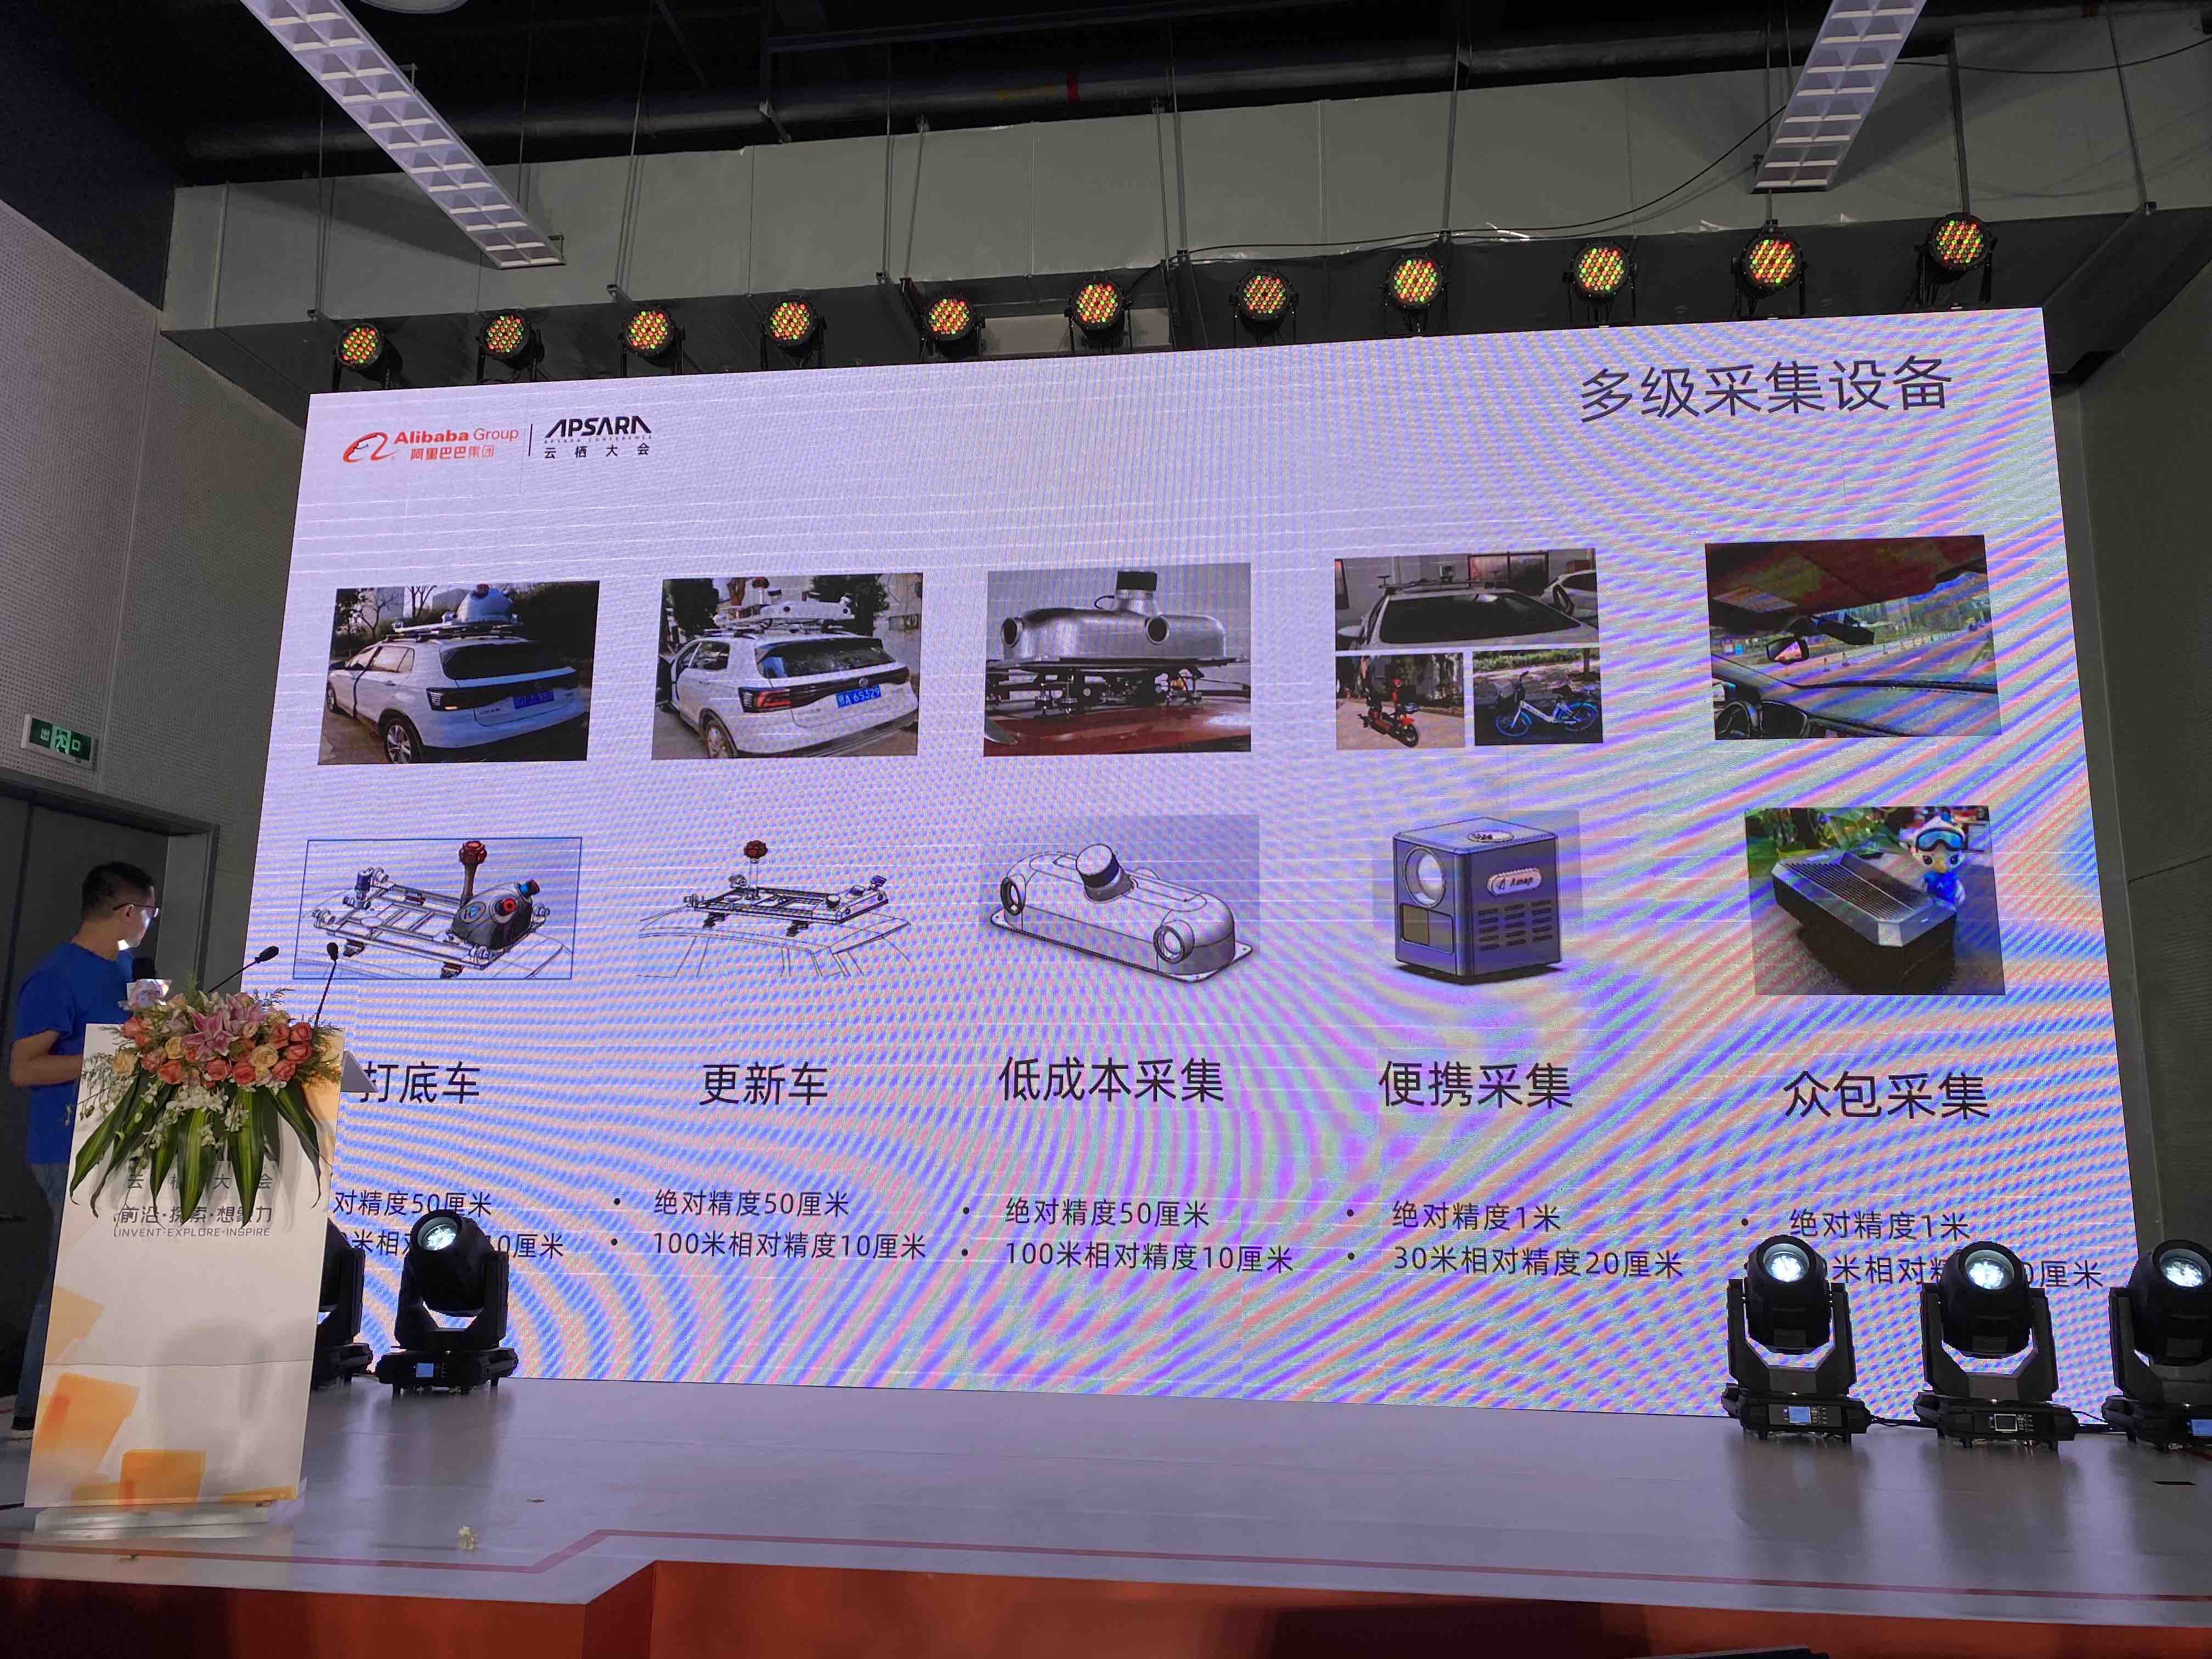 多级采集设备
Alibaba Group
阿里巴巴集团
APSARA
APSARA CONFERENCE
云栖大会
Amap
打底车
更新车
低成本采集
便携采集
众包采集
对精度50厘米
绝对精度50厘米
100米相对精度10厘米
绝对精度50厘米
100米相对精度10厘米
绝对精度1米
30米相对精度20厘米
绝对精度1米
米相对
0厘米
米相
10厘米
云栖大会
前沿·探索·想象力
INVENT·EXPLORE·INSPIRE